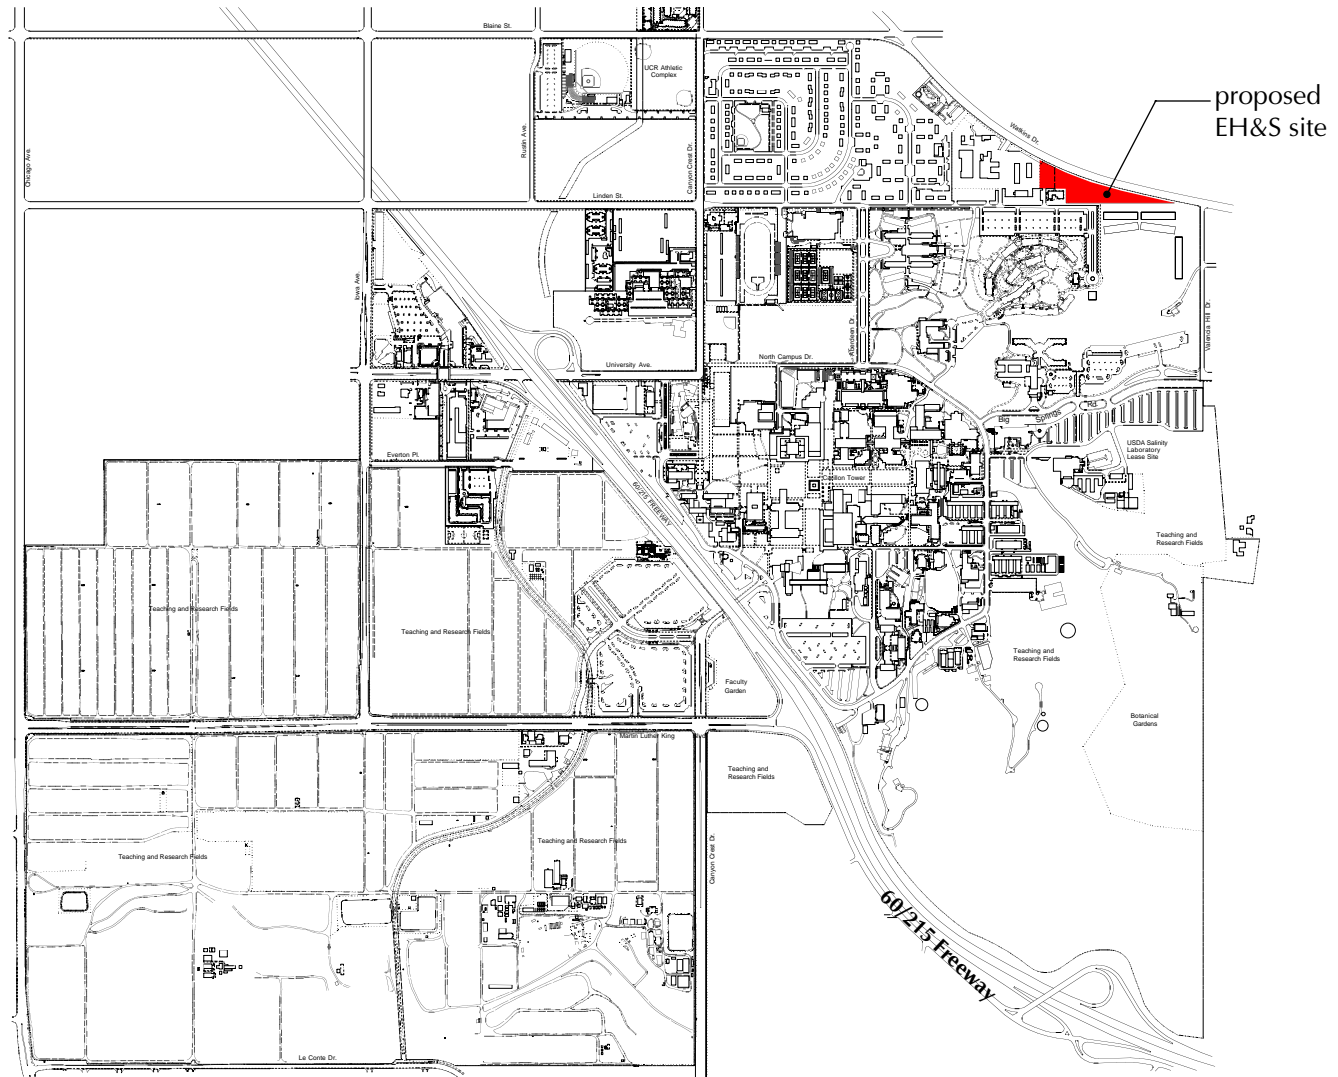 Blaine St.
UCR Athletic
Complex
proposed
EH&S site
Watkins Dr.
Chicago Ave.
Rustin Ave.
Canyon Crest Dr.
Linden St.
Iowa Ave.
Aberdeen Dr.
Valencia Hill Dr.
North Campus Dr.
University Ave.
Big Springs Rd.
USDA Salinity
Laboratory
Lease Site
Everton Pl.
Carillon Tower
60/215 FREEWAY
Teaching and
Research Fields
Teaching and Research Fields
Teaching and Research Fields
Teaching and
Research Fields
Faculty
Garden
Botanical
Gardens
Martin Luther King
Teaching and
Research Fields
Canyon Crest Dr.
Teaching and Research Fields
Teaching and Research Fields
60/215 Freeway
Le Conte Dr.